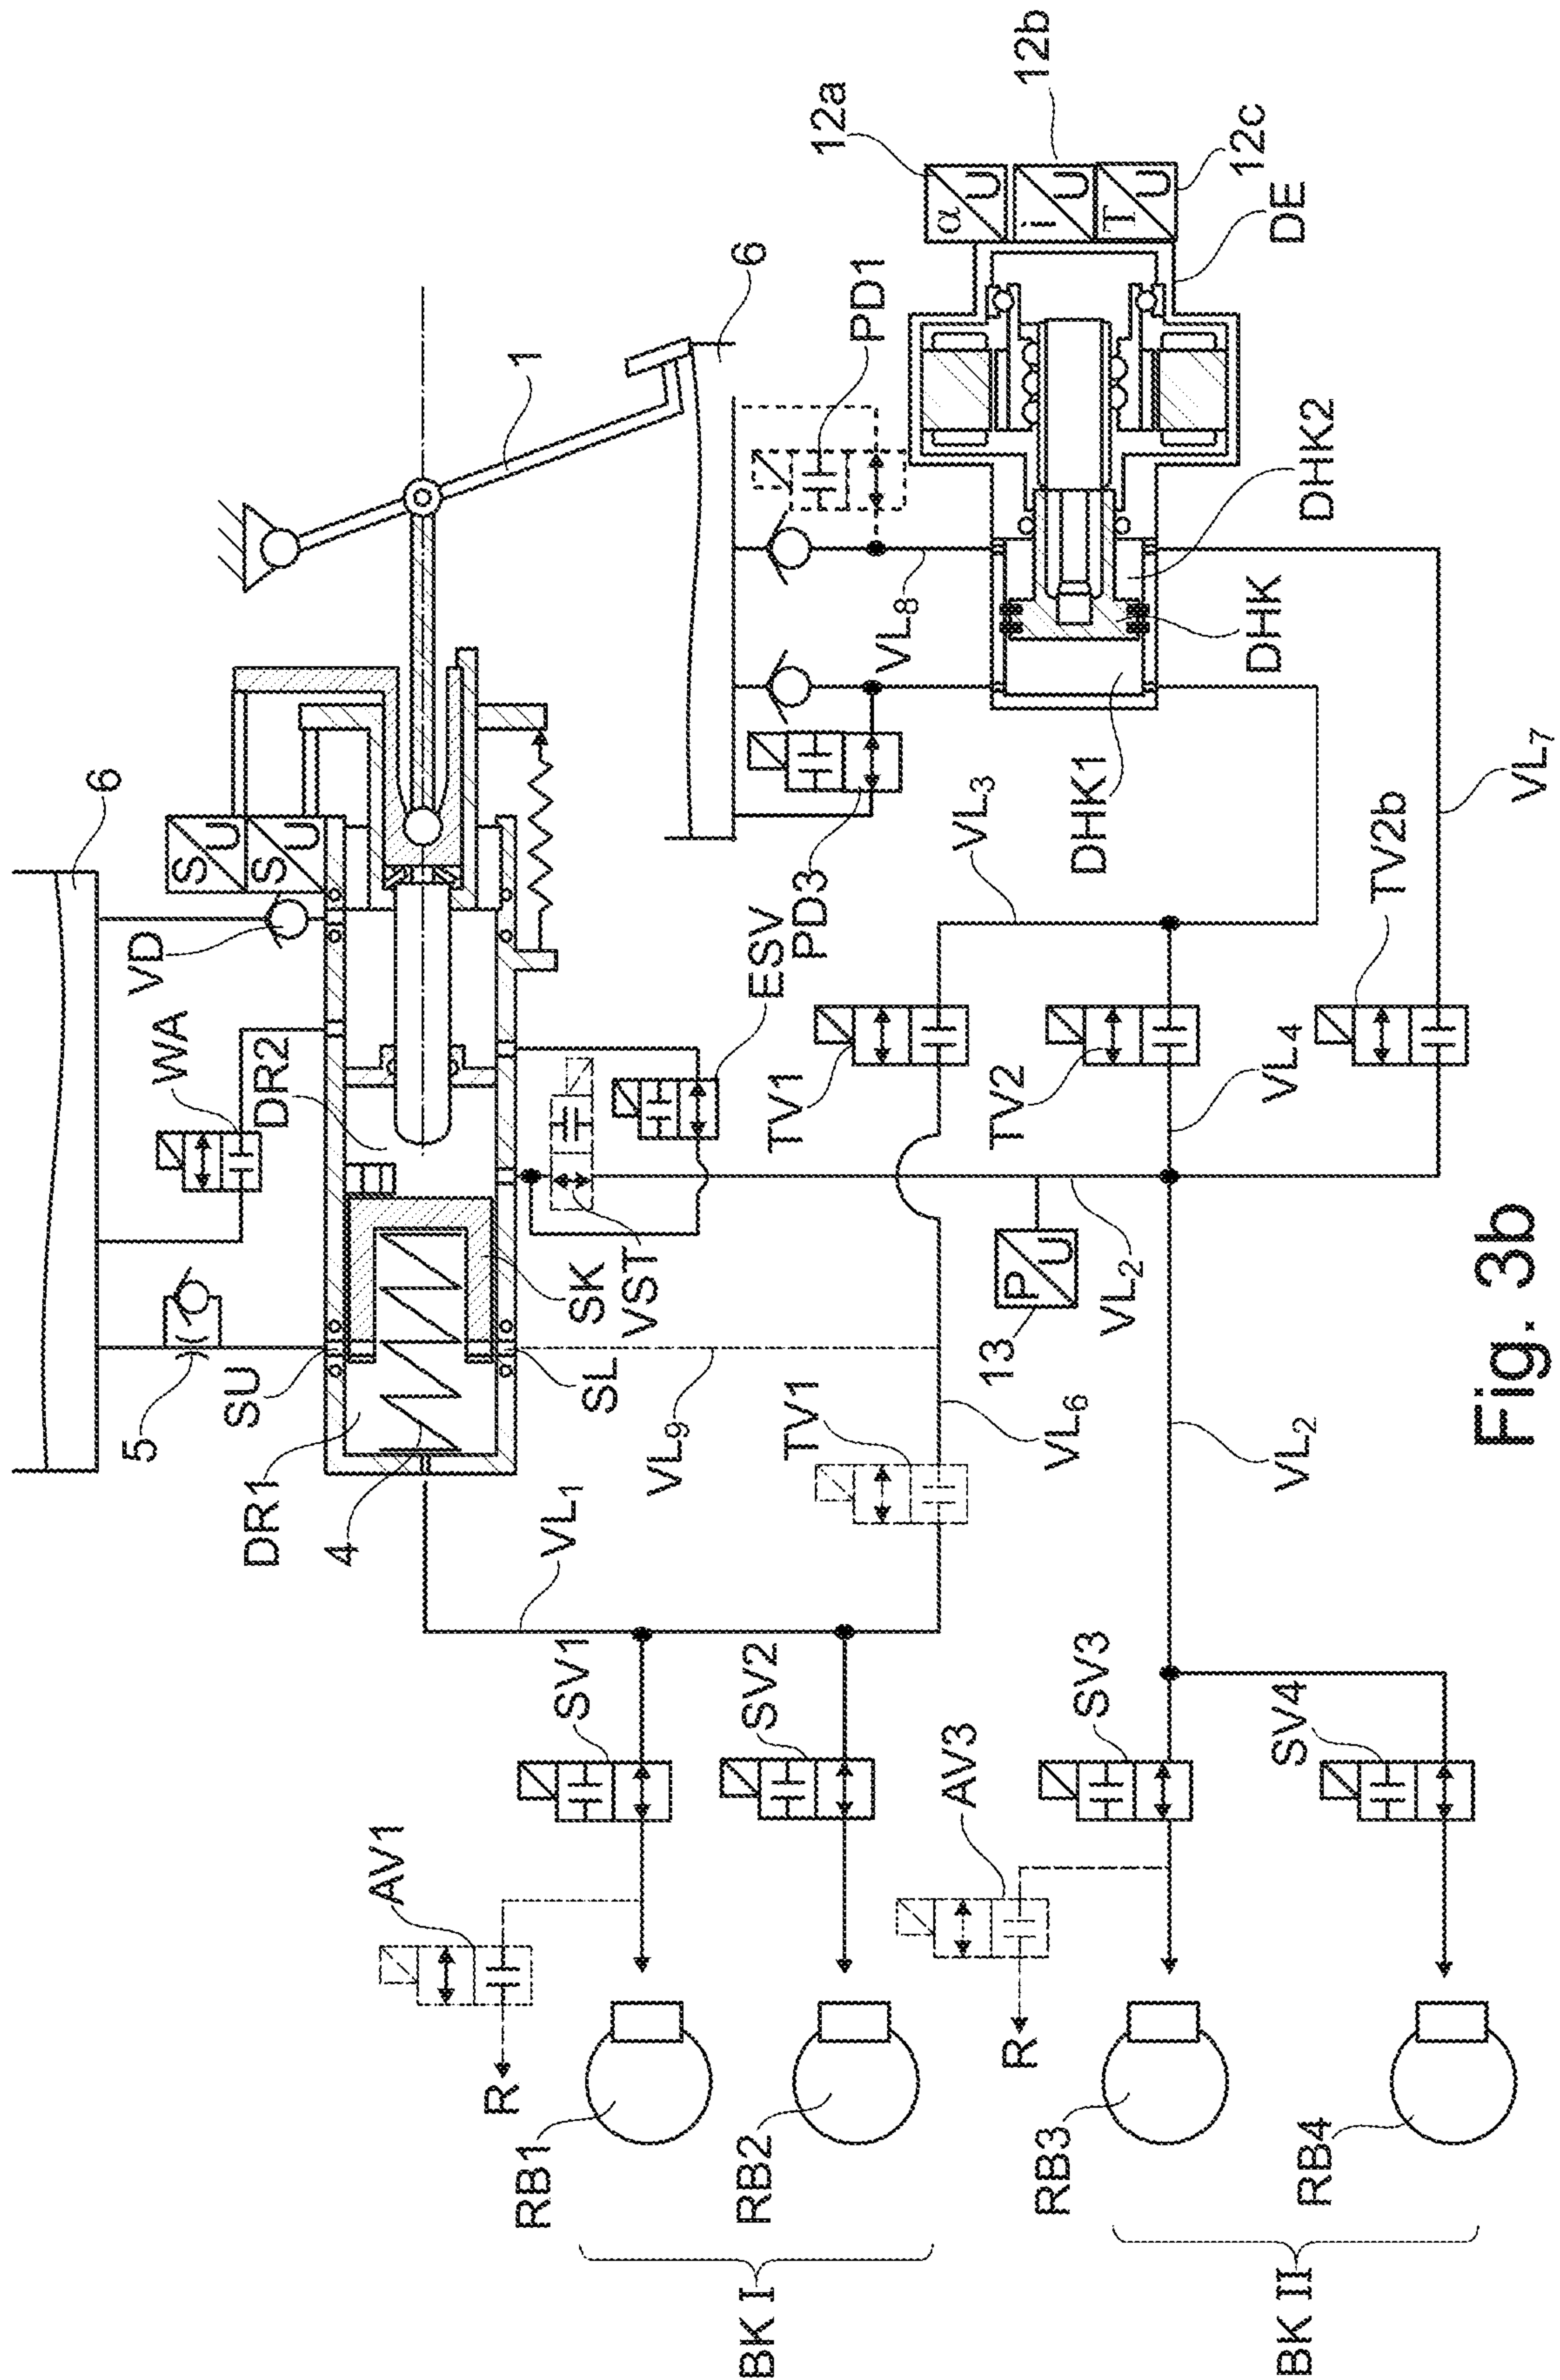 6
5
SU
DR1
4
WA
DR2
VD
S
U
S
U
1
6
SK
VST
SL
VL9
VL1
ESV
PD3
PD1
VL8
12a
12b
12c
α
U
i
U
T
U
DE
DHK2
DHK
DHK1
VL3
VL7
TV2b
TV1
TV2
VL4
VL2
P
U
13
TV1
VL6
VL2
SV1
SV2
SV3
SV4
AV1
AV3
R
R
RB1
RB2
RB3
RB4
BK I
BK II
Fig. 3b